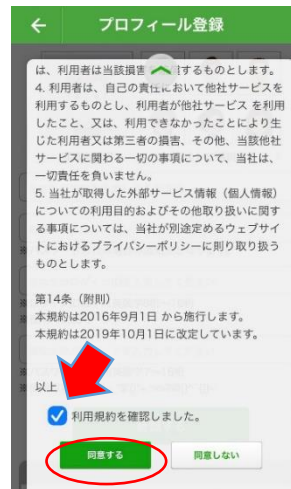 プロフィール登録
は、利用者は当該損害 するものとします。
4. 利用者は、自己の責任において他社サービスを
利用するものとし、利用者が他社サービス を利用
したこと、又は、利用できなかったことにより生
じた利用者又は第三者の損害、その他、当該他社
サービスに関わる一切の事項について、当社は、
一切責任を負いません。
5. 当社が取得した外部サービス情報（個人情報）
についての利用目的およびその他取り扱いに関す
る事項については、当社が別途定めるウェブサイ
トにおけるプライバシーポリシーに則り取り扱う
ものとします。
第14条（附則）
本規約は2016年9月1日 から施行します。
本規約は2019年10月1日に改定しています。
以上
利用規約を確認しました。
同意する 同意しない